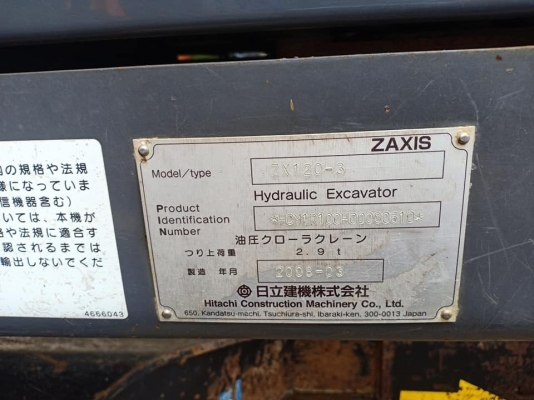 の規格や法規
様になっていま
信機器含む)
いては、本機が
格や法規に適合す
認されるまでは
輸出しないでくだ
4666043
ZAXIS
Model/type ZX120-3
Hydraulic Excavator
Product
Identification
Number
油圧クローラクレーン
つり上荷重 2.9t
製造 年月
日立建機株式会社
Hitachi Construction Machinery Co., Ltd.
650, Kandatsu-machi, Tsuchiura-shi, Ibaraki-ken, 300-0013 Japan